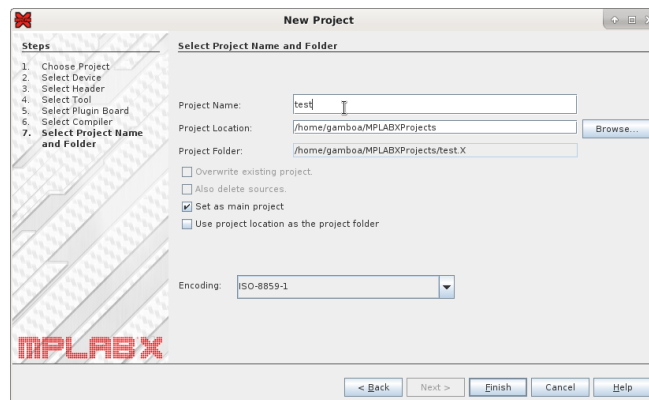 New Project
Steps
1. Choose Project
2. Select Device
3. Select Header
4. Select Tool
5. Select Plugin Board
6. Select Compiler
7. Select Project Name
and Folder
Select Project Name and Folder
Project Name: test
Project Location: /home/gamboa/MPLABXProjects Browse...
Project Folder: /home/gamboa/MPLABXProjects/test.X
Overwrite existing project.
Also delete sources.
Set as main project
Use project location as the project folder
Encoding: ISO-8859-1
MPLAB X
< Back Next > Finish Cancel Help